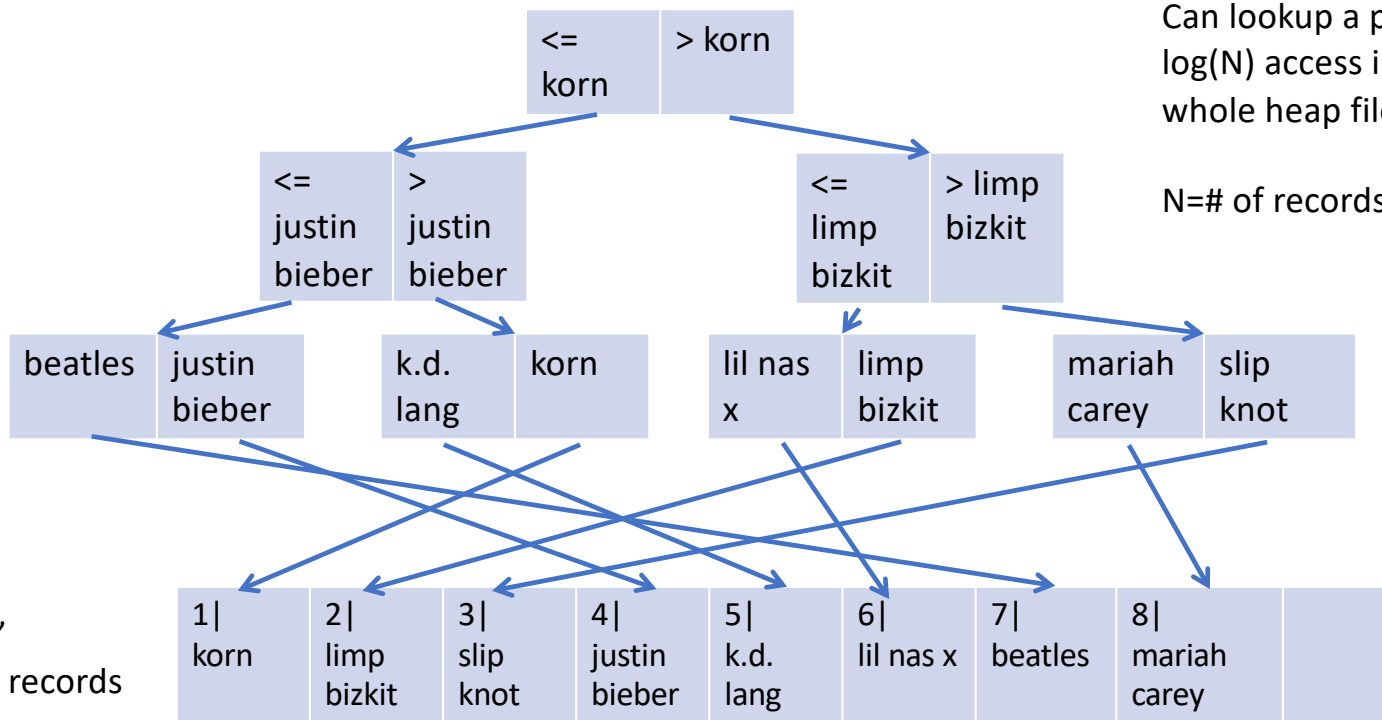 Can lookup a p
log(N) access i
whole heap fil
N=# of records
<=
korn
> korn
<=
justin
bieber
>
justin
bieber
<=
limp
bizkit
> limp
bizkit
beatles
justin
bieber
k.d.
lang
korn
lil nas
x
limp
bizkit
mariah
carey
slip
knot
records
1|
korn
2|
limp
bizkit
3|
slip
knot
4|
justin
bieber
5|
k.d.
lang
6|
lil nas x
7|
beatles
8|
mariah
carey